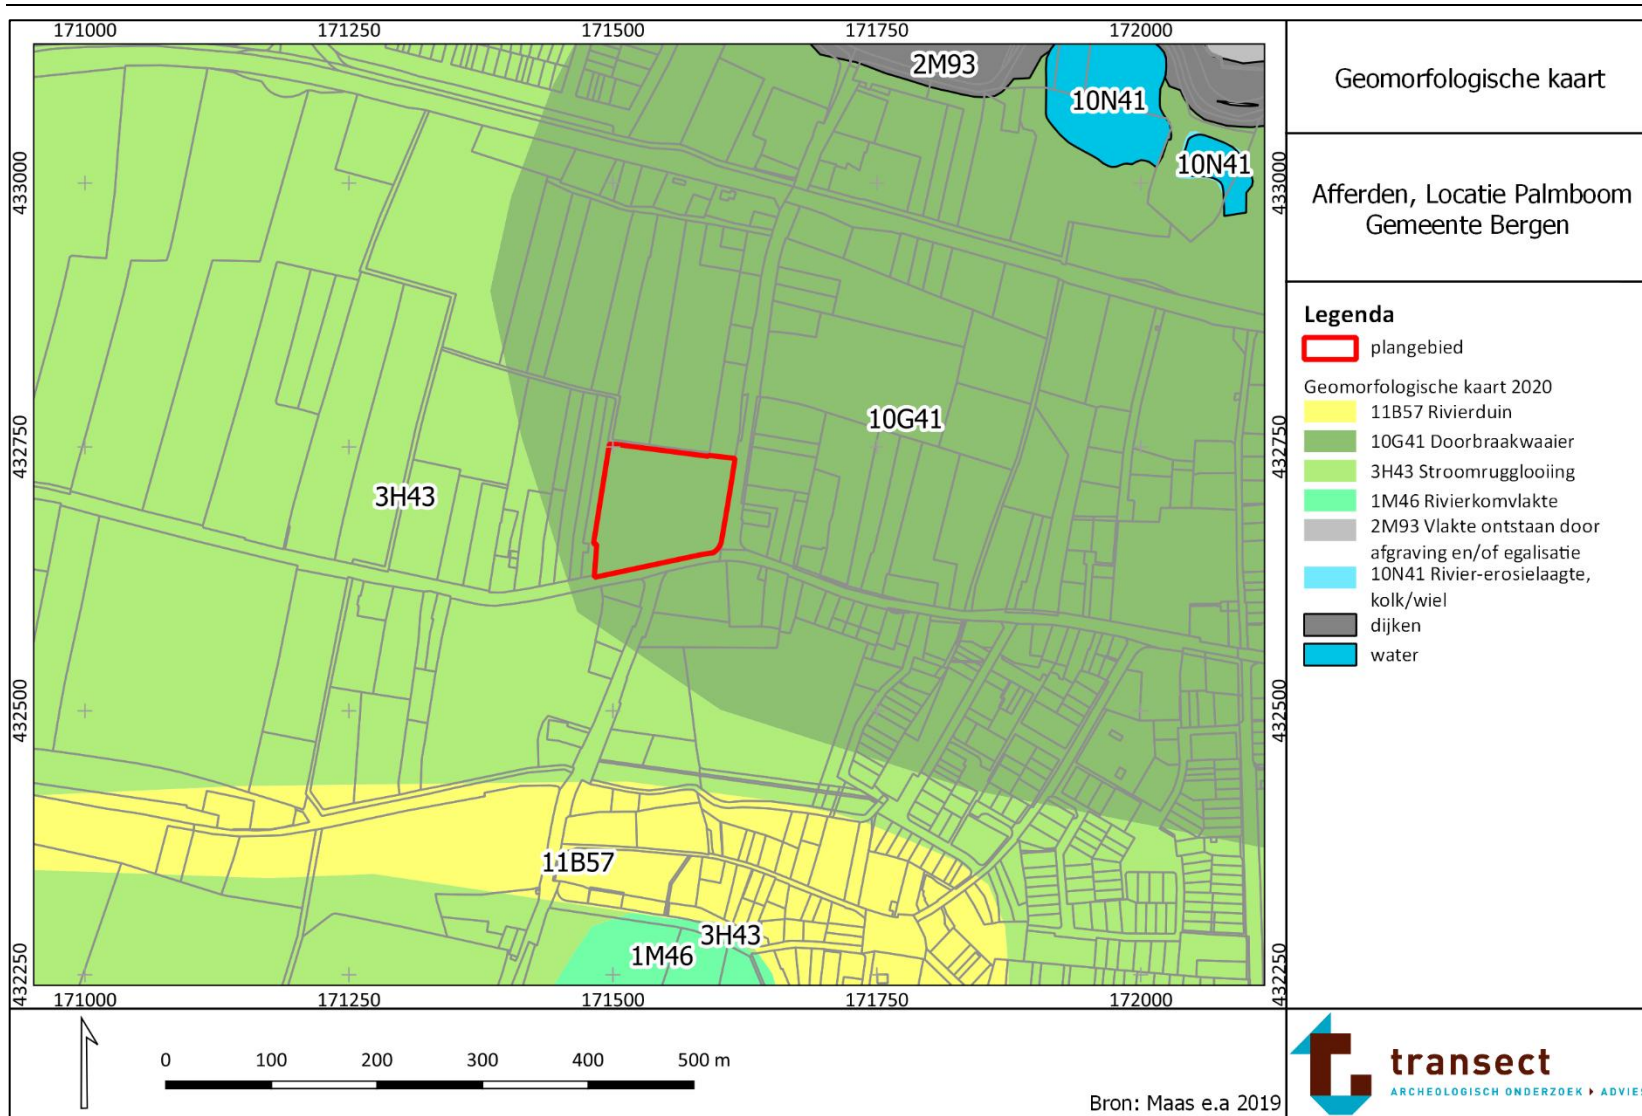 171000 171250 171500 171750 172000
2M93
10N41
10N41
433000
433000
10G41
432750
432750
3H43
432500
432500
11B57
3H43
1M46
432250
432250
171000 171250 171500 171750 172000
0 100 200 300 400 500 m
Bron: Maas e.a 2019
Geomorfologische kaart
Afferden, Locatie Palmboom
Gemeente Bergen
Legenda
plangebied
Geomorfologische kaart 2020
11B57 Rivierduin
10G41 Doorbraakwaaier
3H43 Stroomrugglooiing
1M46 Rivierkomvlakte
2M93 Vlakte ontstaan door
afgraving en/of egalisatie
10N41 Rivier-erosielaagte,
kolk/wiel
dijken
water
transect
ARCHEOLOGISCH ONDERZOEK ADVIES